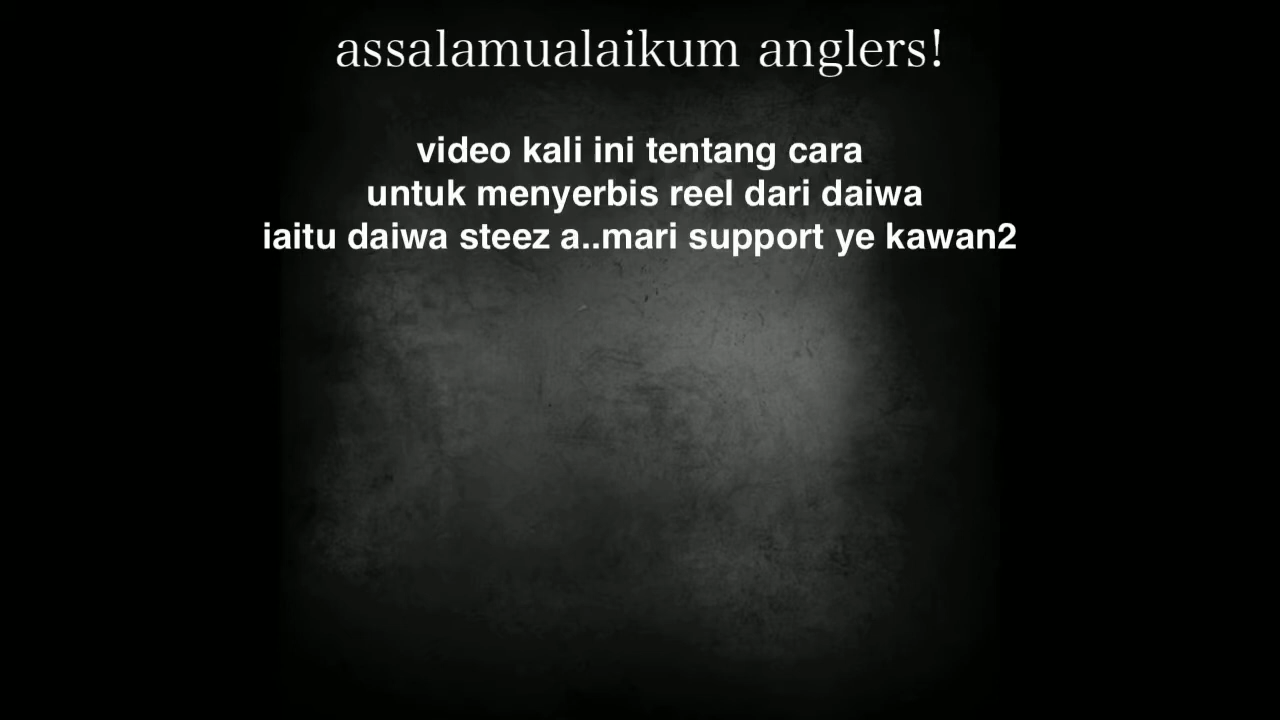 assalamualaikum anglers!
video kali ini tentang cara
untuk menyerbis reel dari daiwa
iaitu daiwa steez a..mari support ye kawan2